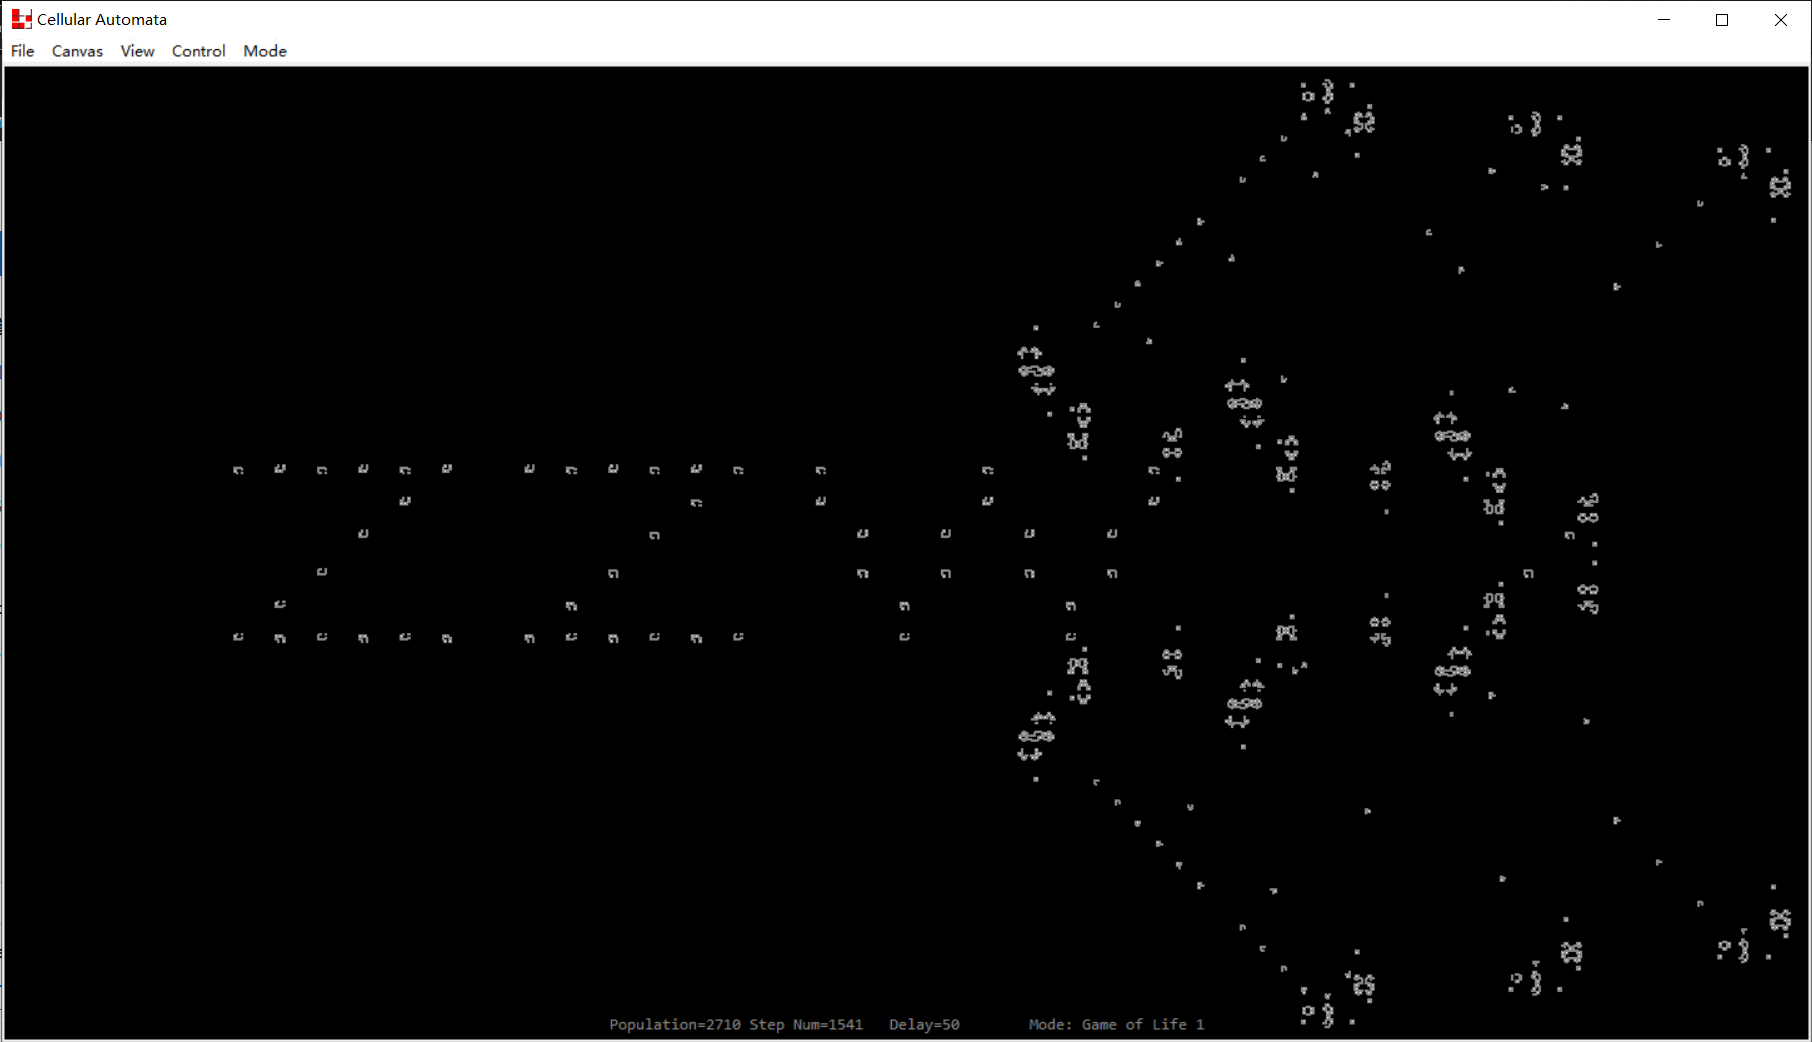 Cellular Automata
File Canvas View Control Mode
ZZW
Population=2710 Step Num=1541 Delay=50 Mode: Game of Life 1